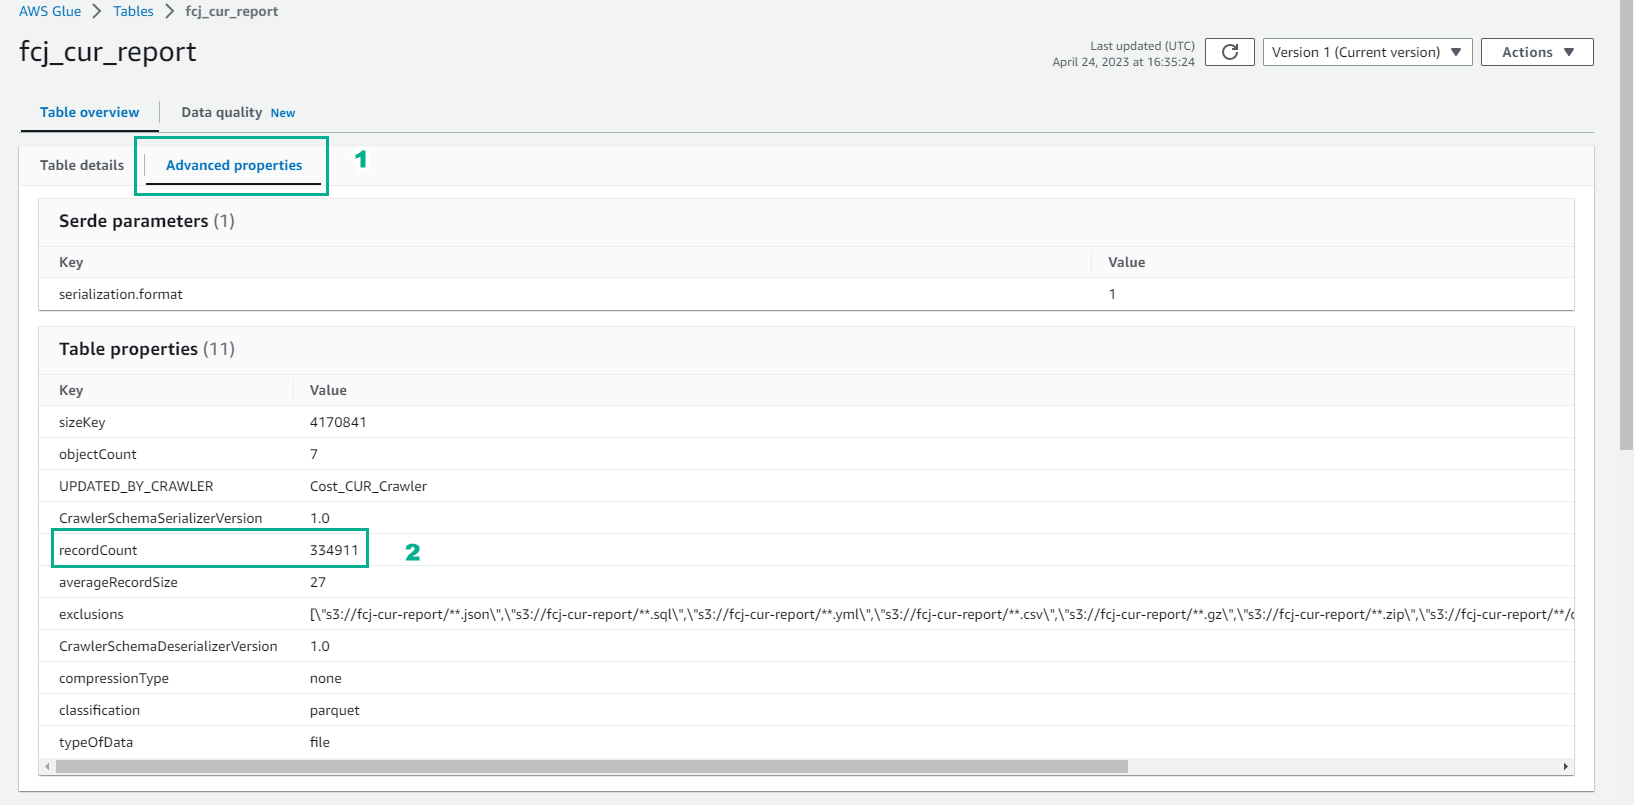 AWS Glue > Tables > fcj_cur_report
fcj_cur_report
Last updated (UTC)
April 24, 2023 at 16:35:24
Version 1 (Current version)
Actions
Table overview
Data quality New
Table details
Advanced properties
1
Serde parameters (1)
Key Value
serialization.format 1
Table properties (11)
Key Value
sizeKey 4170841
objectCount 7
UPDATED_BY_CRAWLER Cost_CUR_Crawler
CrawlerSchemaSerializerVersion 1.0
recordCount 334911
2
averageRecordSize 27
exclusions [\"s3://fcj-cur-report/**.json\",\"s3://fcj-cur-report/**.sql\",\"s3://fcj-cur-report/**.yml\",\"s3://fcj-cur-report/**.csv\",\"s3://fcj-cur-report/**.gz\",\"s3://fcj-cur-report/**.zip\",\"s3://fcj-cur-report/**/
CrawlerSchemaDeserializerVersion 1.0
compressionType none
classification parquet
typeOfData file